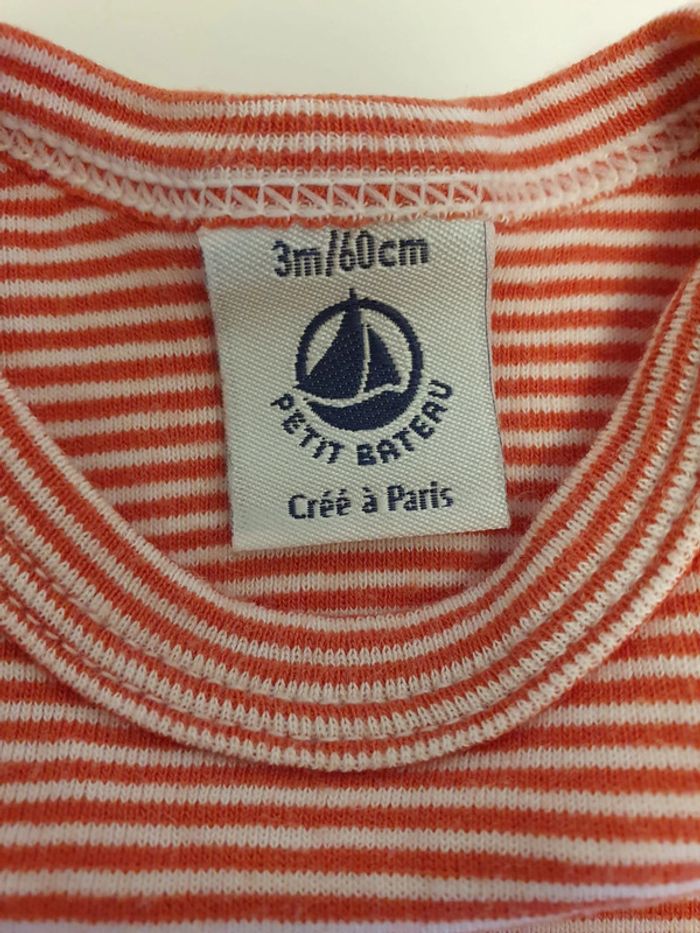 3m/60cm
PETIT BATEAU
Créé à Paris